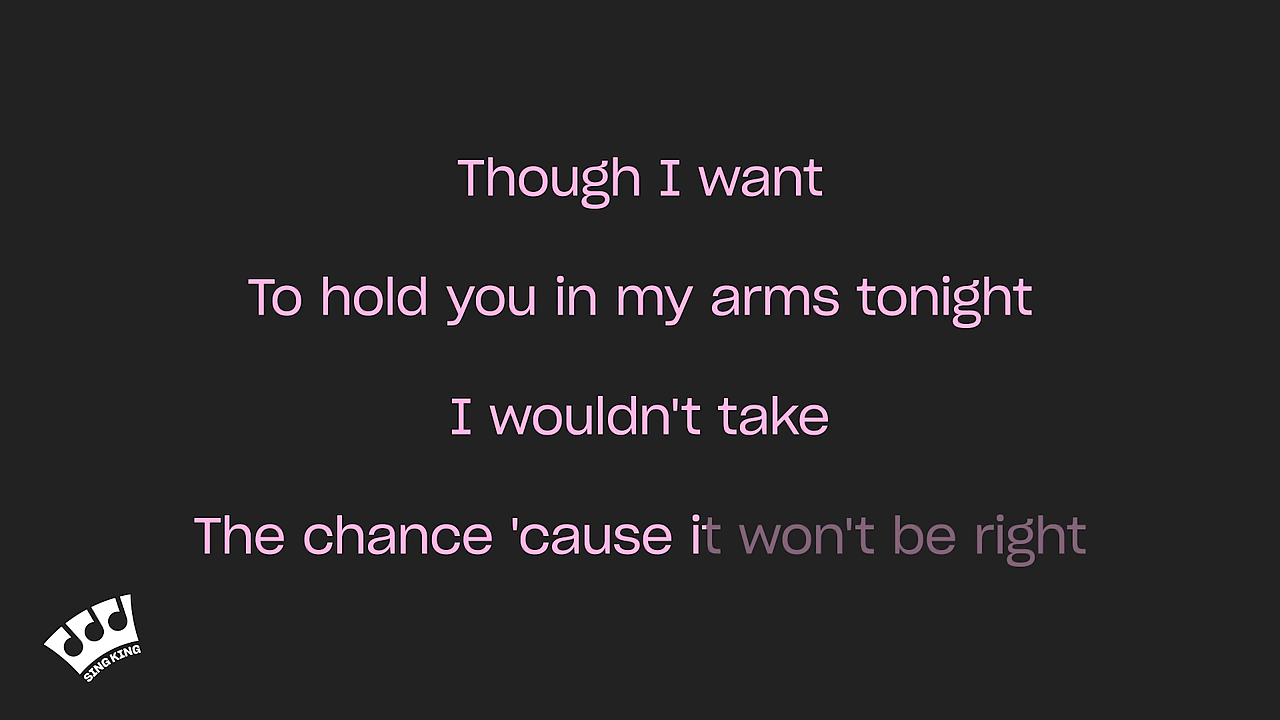 Though I want
To hold you in my arms tonight
I wouldn't take
The chance 'cause it won't be right
SING KING